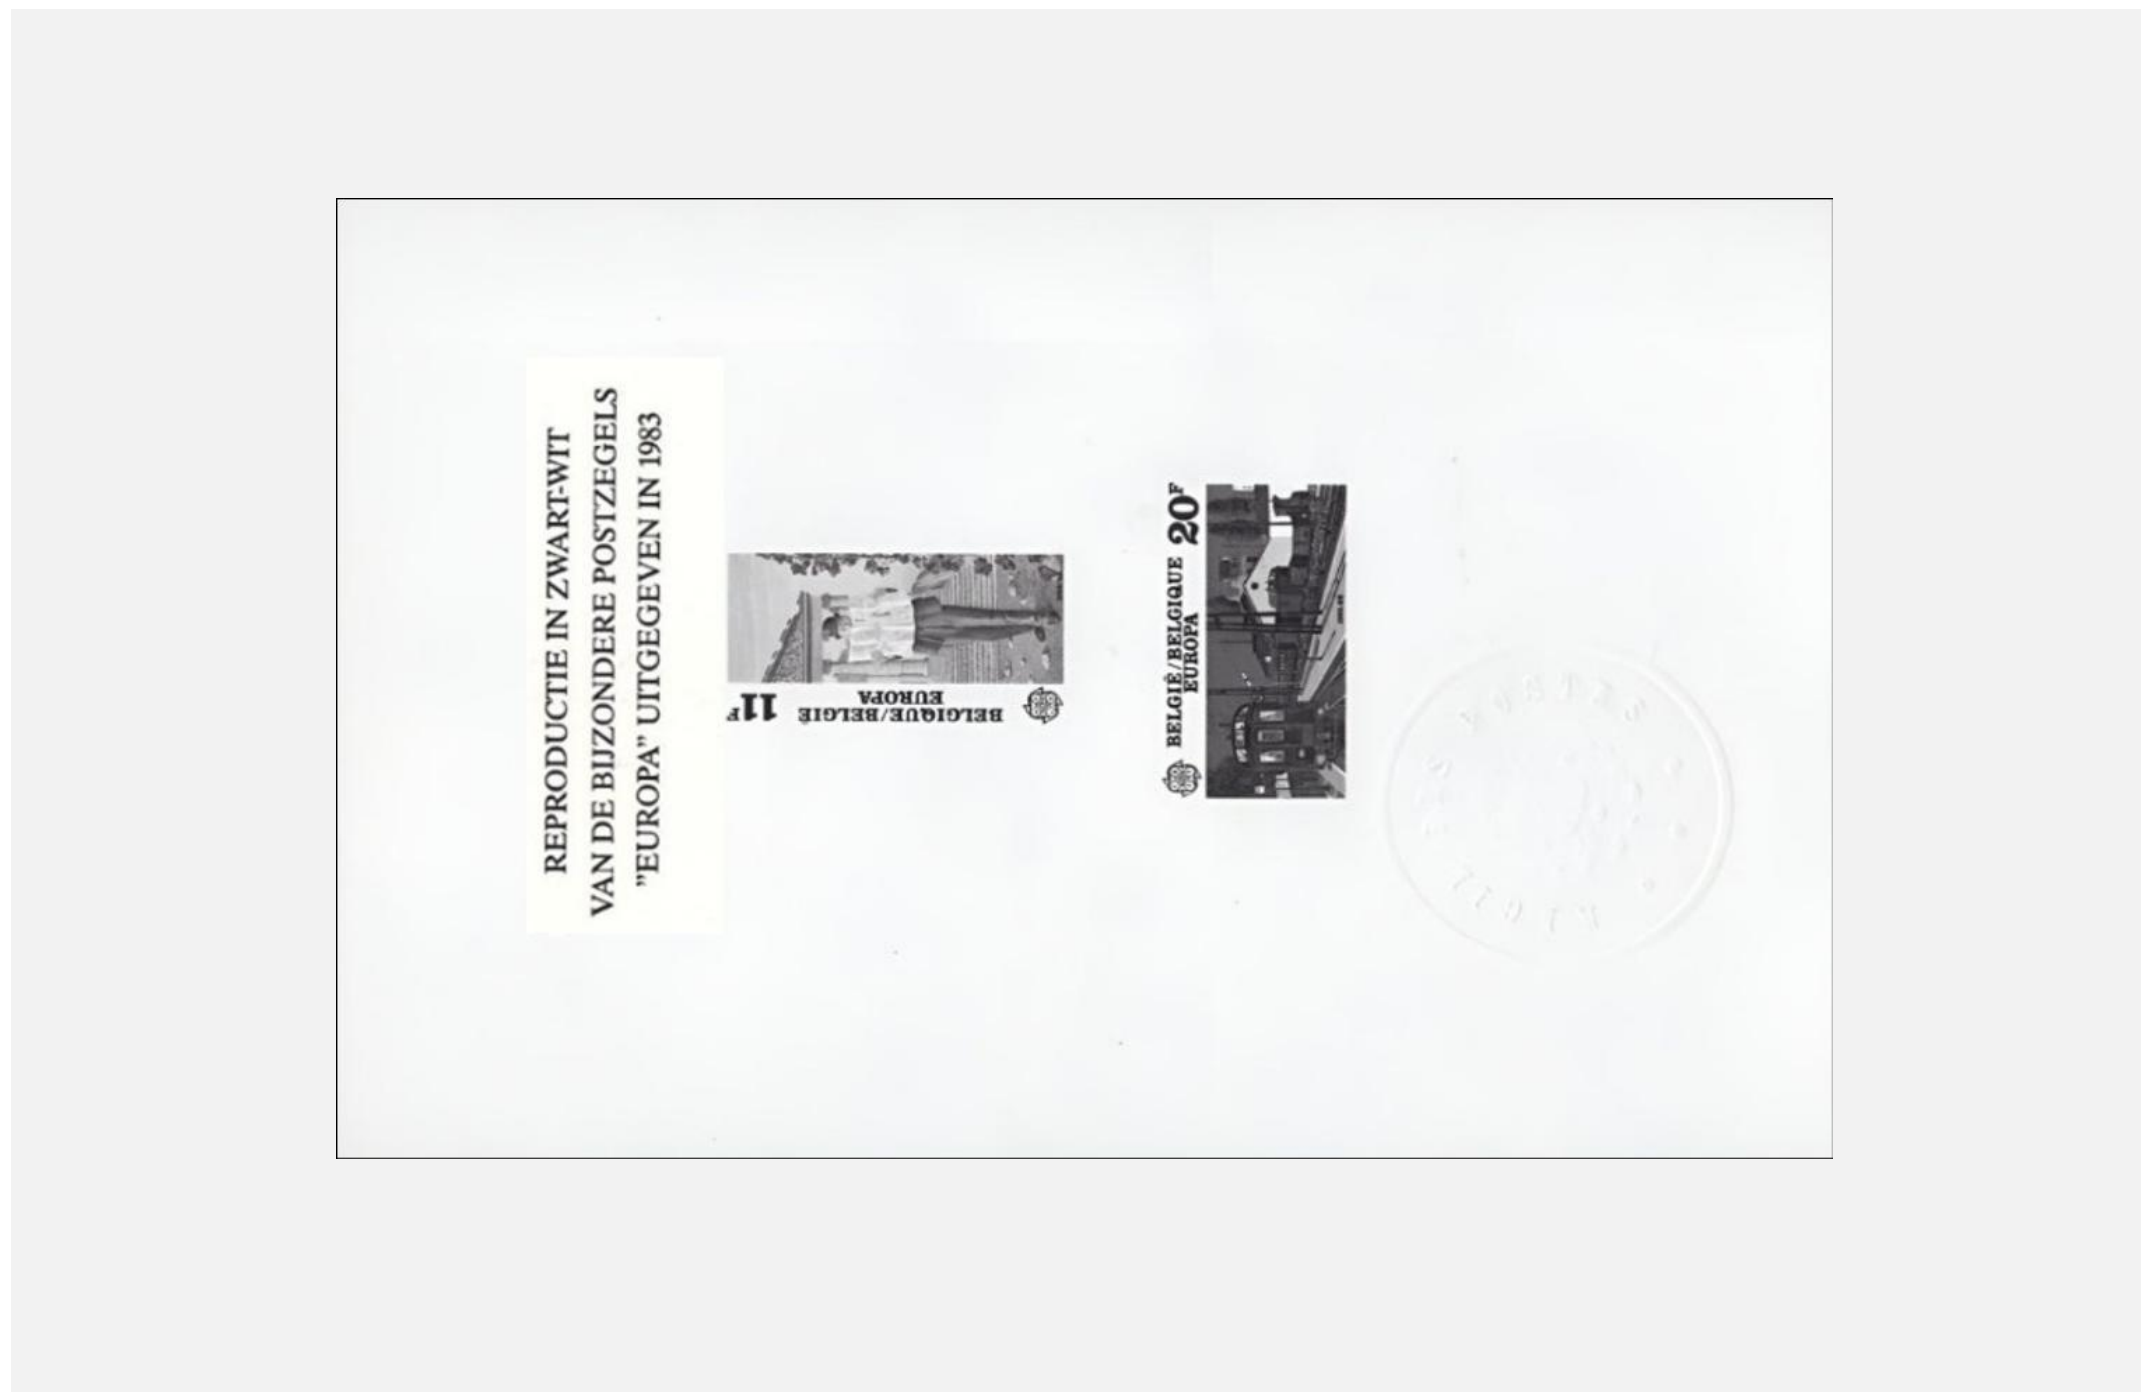 REPRODUCTIE IN ZWART-WIT
VAN DE BIJZONDERE POSTZEGELS
”EUROPA” UITGEGEVEN IN 1983
11F
BELGIQUE/BELGIË
EUROPA
BELGIË/BELGIQUE 20F
EUROPA